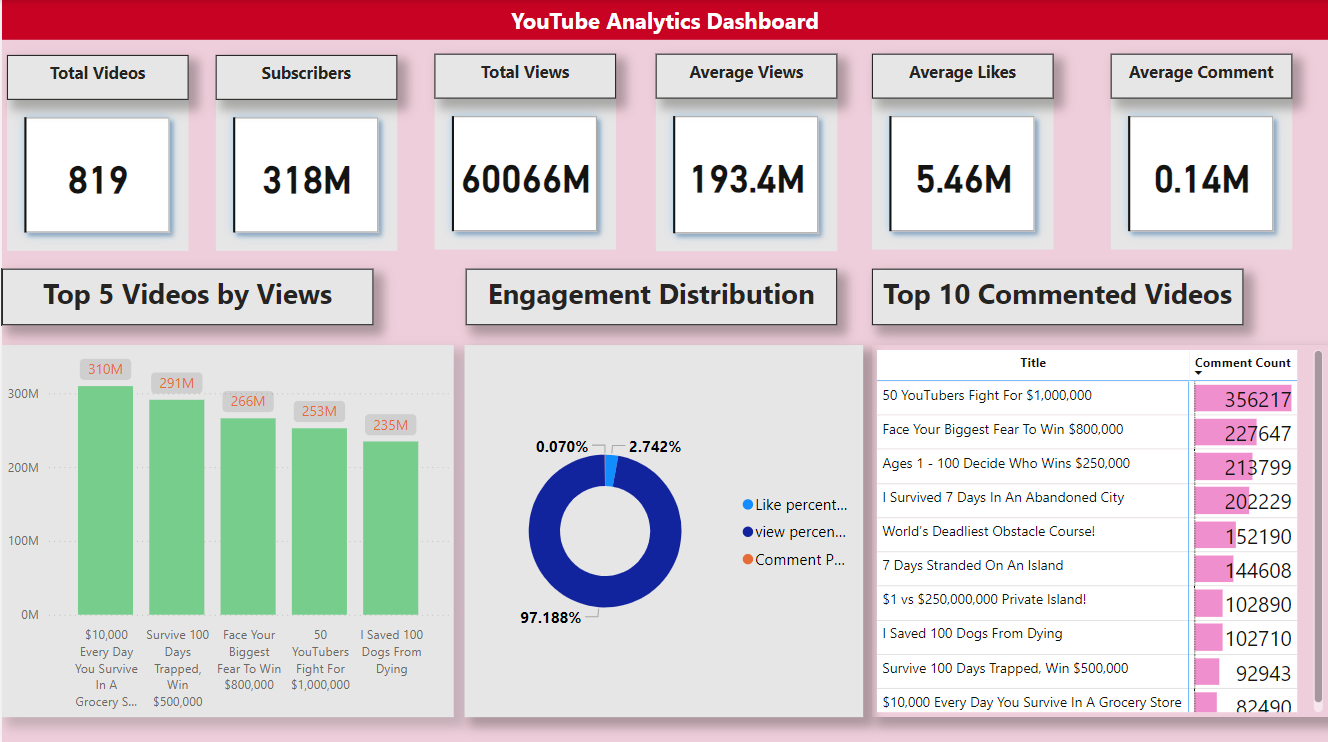 YouTube Analytics Dashboard
Total Videos
Subscribers
Total Views
Average Views
Average Likes
Average Comment
819
318M
60066M
193.4M
5.46M
0.14M
Top 5 Videos by Views
Engagement Distribution
Top 10 Commented Videos
300M
200M
100M
0M
310M
291M
266M
253M
235M
$10,000
Every Day
You Survive
In A
Grocery S...
Survive 100
Days
Trapped,
Win
$500,000
Face Your
Biggest
Fear To Win
$800,000
50
YouTubers
Fight For
$1,000,000
I Saved 100
Dogs From
Dying
0.070%
2.742%
97.188%
Like percent...
view percen...
Comment P...
Title Comment Count
50 YouTubers Fight For $1,000,000 356217
Face Your Biggest Fear To Win $800,000 227647
Ages 1 - 100 Decide Who Wins $250,000 213799
I Survived 7 Days In An Abandoned City 202229
World's Deadliest Obstacle Course! 152190
7 Days Stranded On An Island 144608
$1 vs $250,000,000 Private Island! 102890
I Saved 100 Dogs From Dying 102710
Survive 100 Days Trapped, Win $500,000 92943
$10,000 Every Day You Survive In A Grocery Store 82490